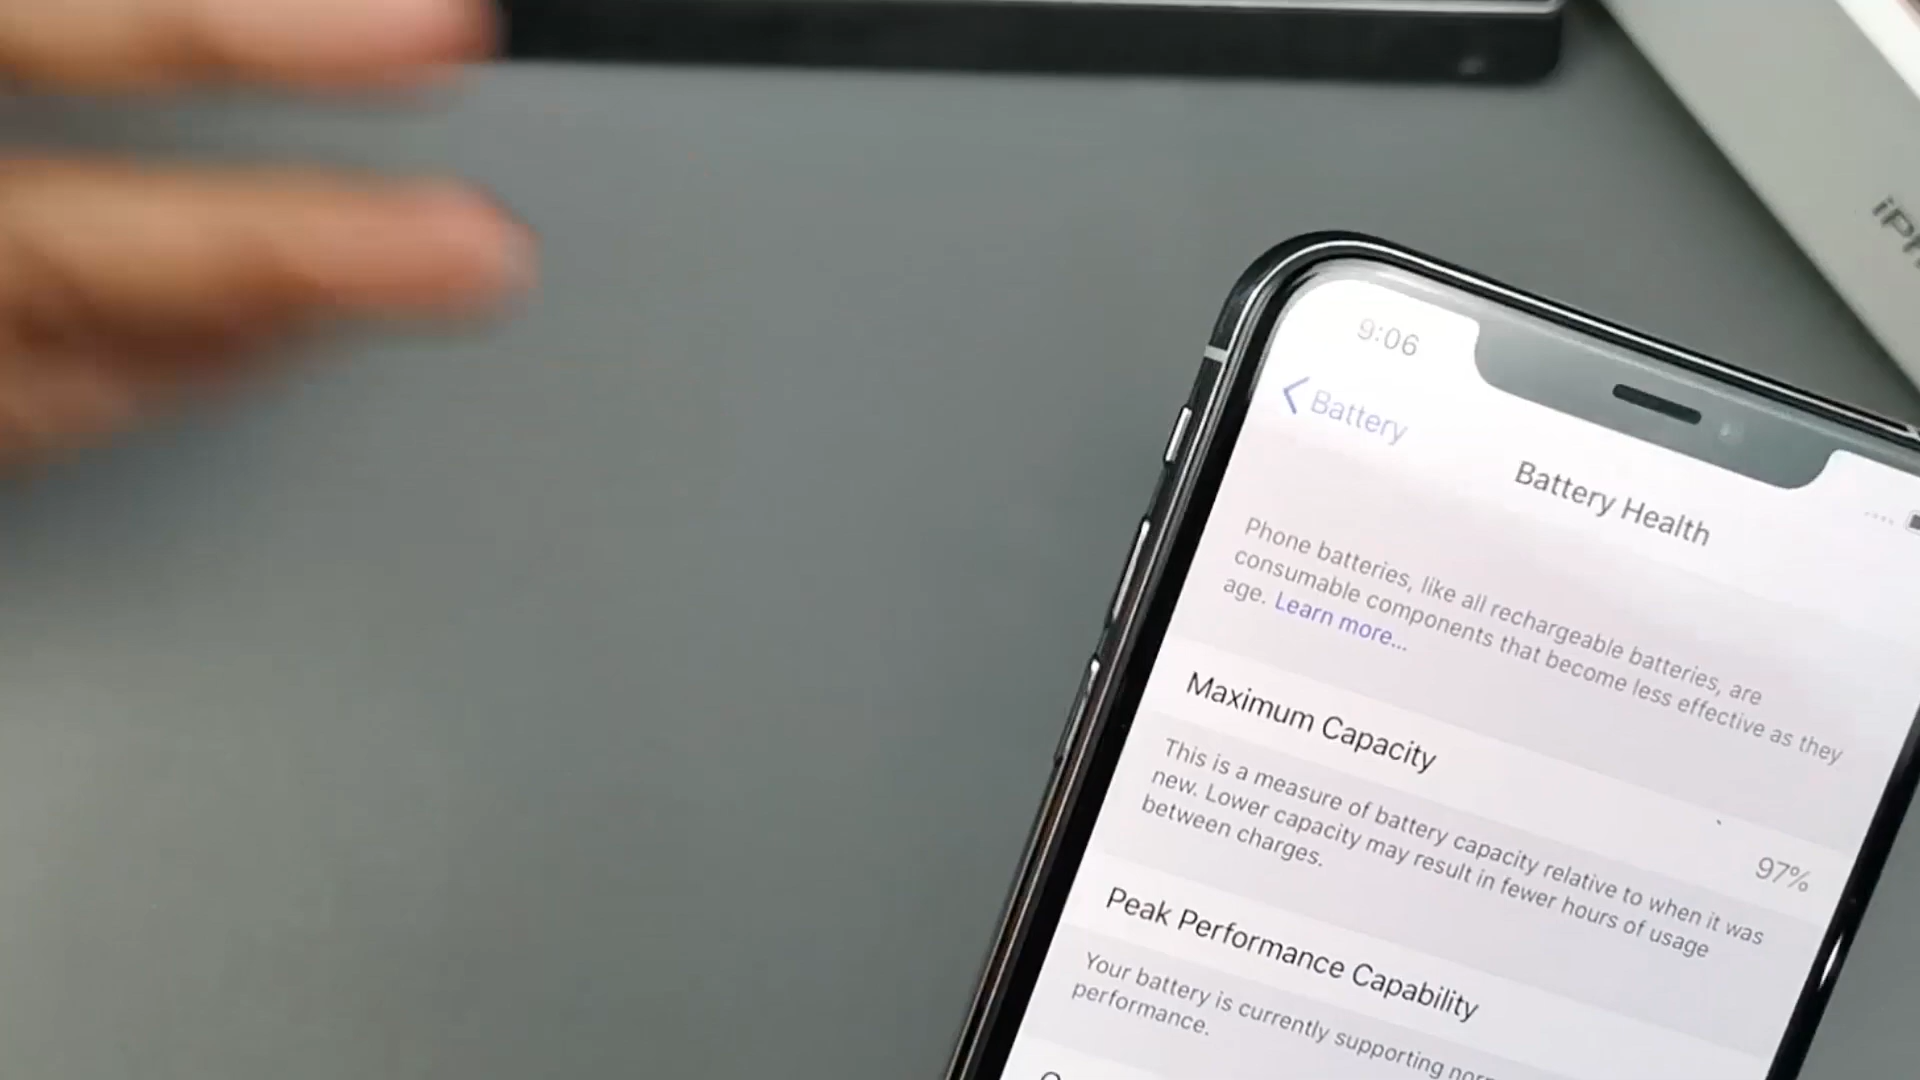 9:06
Battery
Battery Health
Phone batteries, like all rechargeable batteries, are
consumable components that become less effective as they
age. Learn more...
Maximum Capacity
97%
This is a measure of battery capacity relative to when it was
new. Lower capacity may result in fewer hours of usage
between charges.
Peak Performance Capability
Your battery is currently supporting
performance.